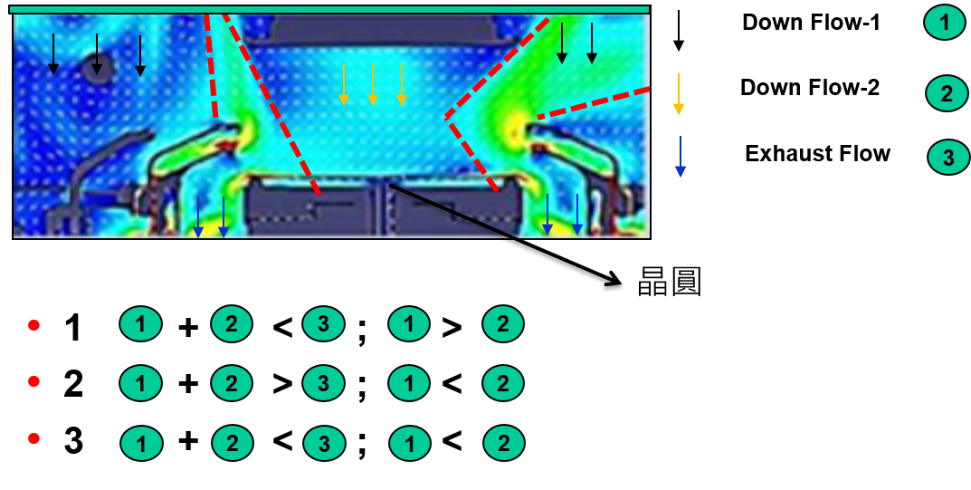 Down Flow-1 1
Down Flow-2 2
Exhaust Flow 3
晶圓
• 1 1 + 2 < 3 ; 1 > 2
• 2 1 + 2 > 3 ; 1 < 2
• 3 1 + 2 < 3 ; 1 < 2